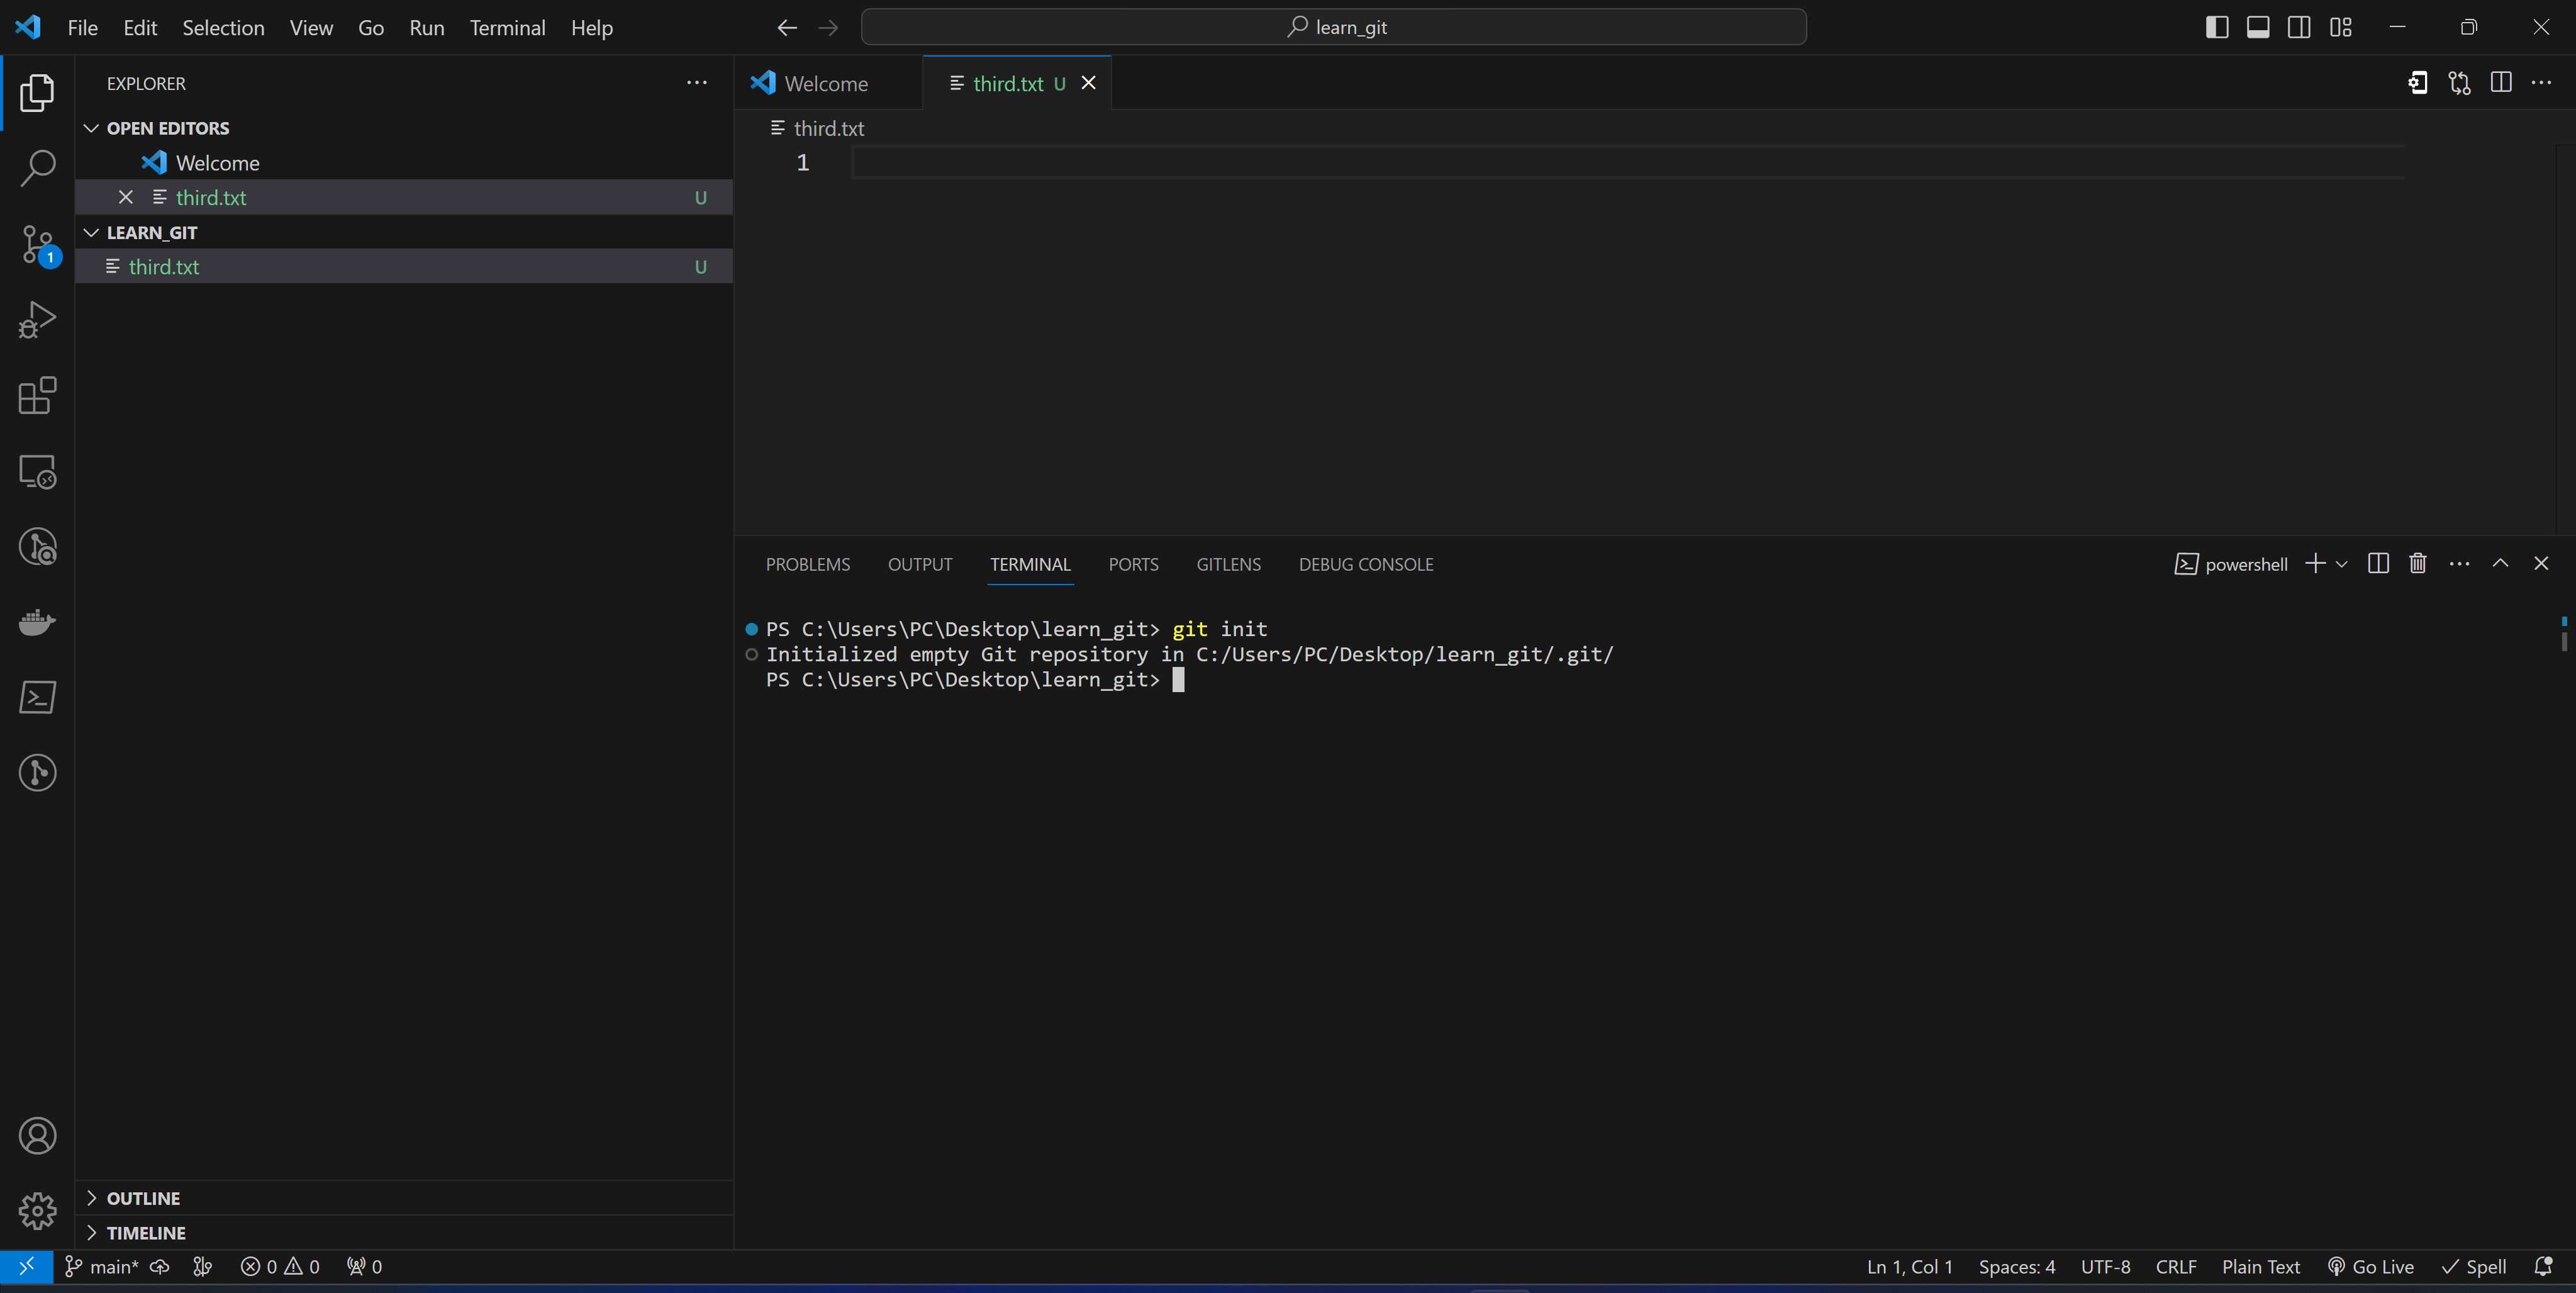 File Edit Selection View Go Run Terminal Help
learn_git
EXPLORER
OPEN EDITORS
Welcome
third.txt U
LEARN_GIT
third.txt U
1
OUTLINE
TIMELINE
Welcome
third.txt U
third.txt
1
PROBLEMS OUTPUT TERMINAL PORTS GITLENS DEBUG CONSOLE
powershell
PS C:\Users\PC\Desktop\learn_git> git init
Initialized empty Git repository in C:/Users/PC/Desktop/learn_git/.git/
PS C:\Users\PC\Desktop\learn_git>
main* 0 0 0
Ln 1, Col 1 Spaces: 4 UTF-8 CRLF Plain Text Go Live Spell